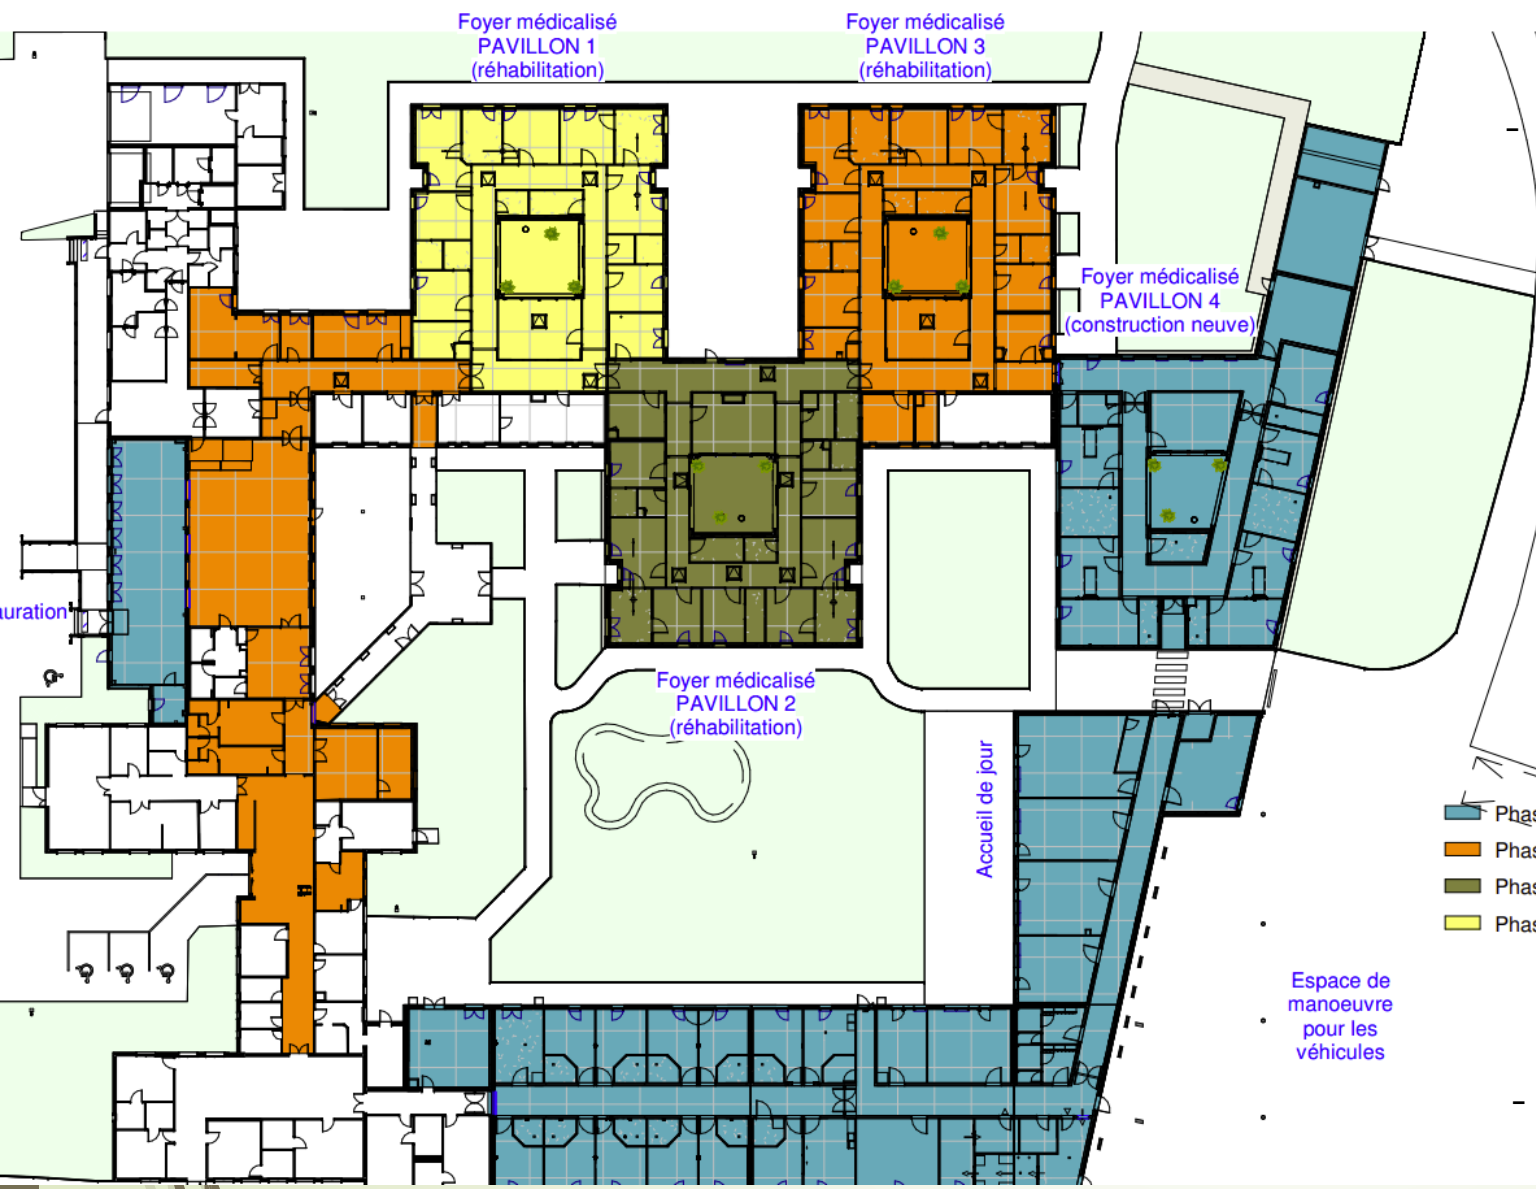 Foyer médicalisé
PAVILLON 1
(réhabilitation)
Foyer médicalisé
PAVILLON 3
(réhabilitation)
Foyer médicalisé
PAVILLON 4
(construction neuve)
auration
Foyer médicalisé
PAVILLON 2
(réhabilitation)
Accueil de jour
Phas
Phas
Phas
Phas
Espace de
manoeuvre
pour les
véhicules